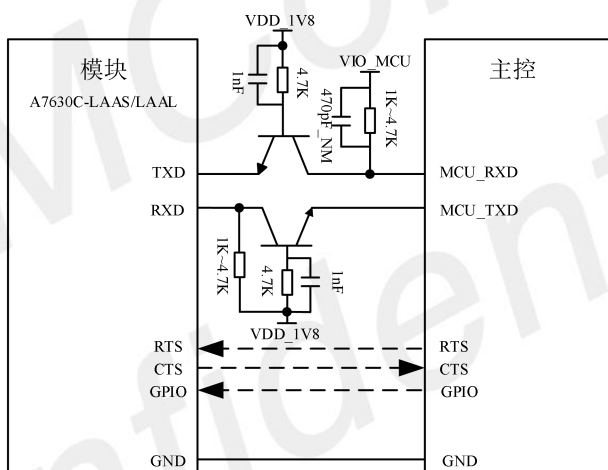 VDD_1V8
模块
A7630C-LAAS/LAAL
1nF
4.7K
VIO_MCU
470pF_NM
1K~4.7K
主控
TXD
MCU_RXD
RXD
MCU_TXD
1K~4.7K
4.7K
1nF
VDD_1V8
RTS
RTS
CTS
CTS
GPIO
GPIO
GND
GND